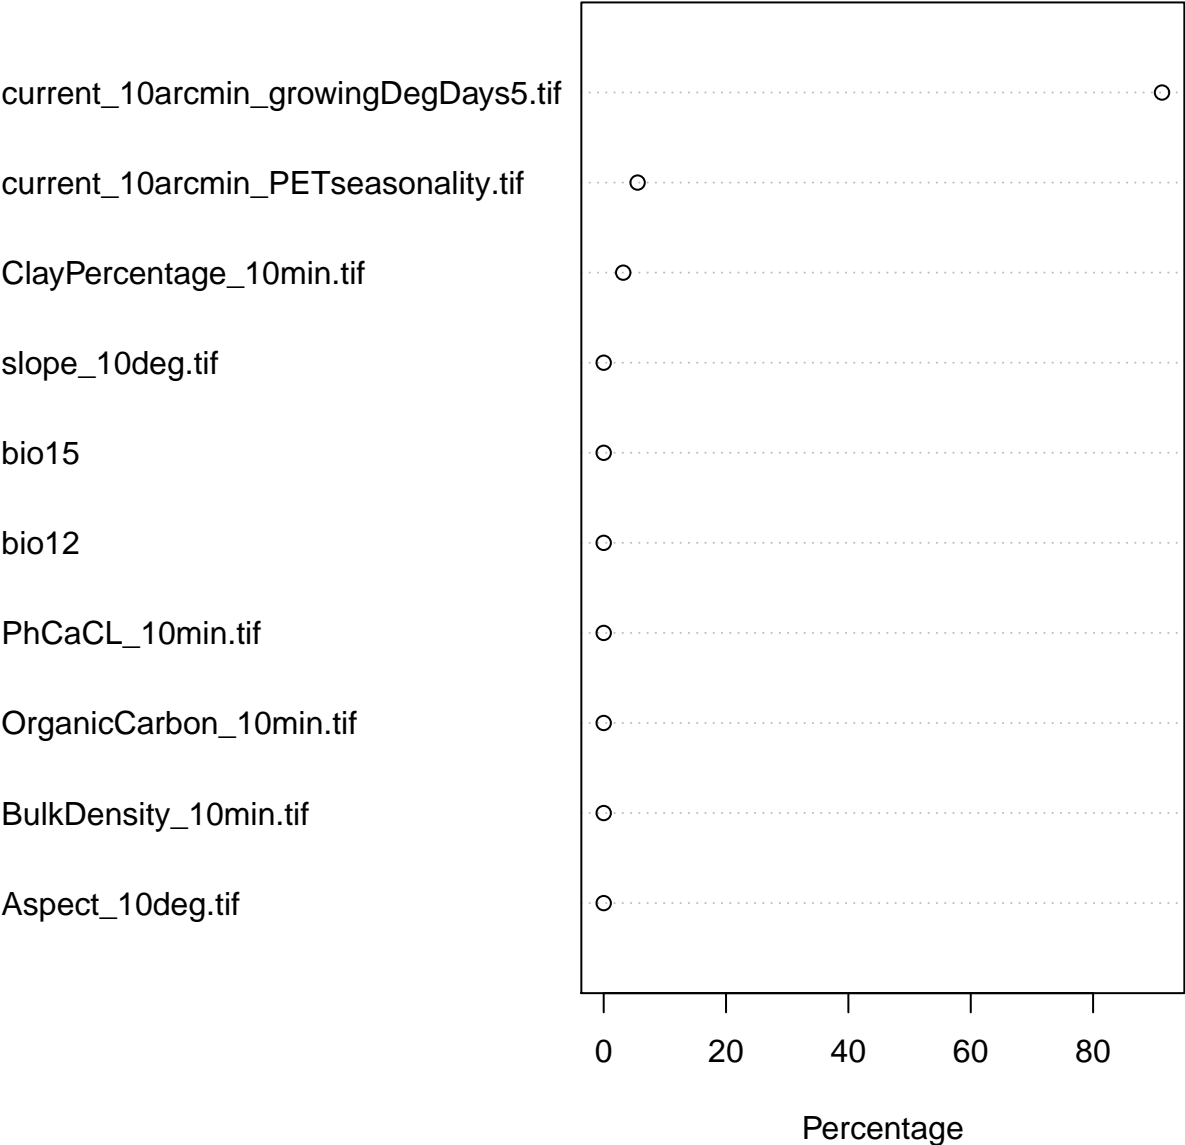 current_10arcmin_growingDegDays5.tif
current_10arcmin_PETseasonality.tif
ClayPercentage_10min.tif
slope_10deg.tif
bio15
bio12
PhCaCL_10min.tif
OrganicCarbon_10min.tif
BulkDensity_10min.tif
Aspect_10deg.tif
0 20 40 60 80
Percentage